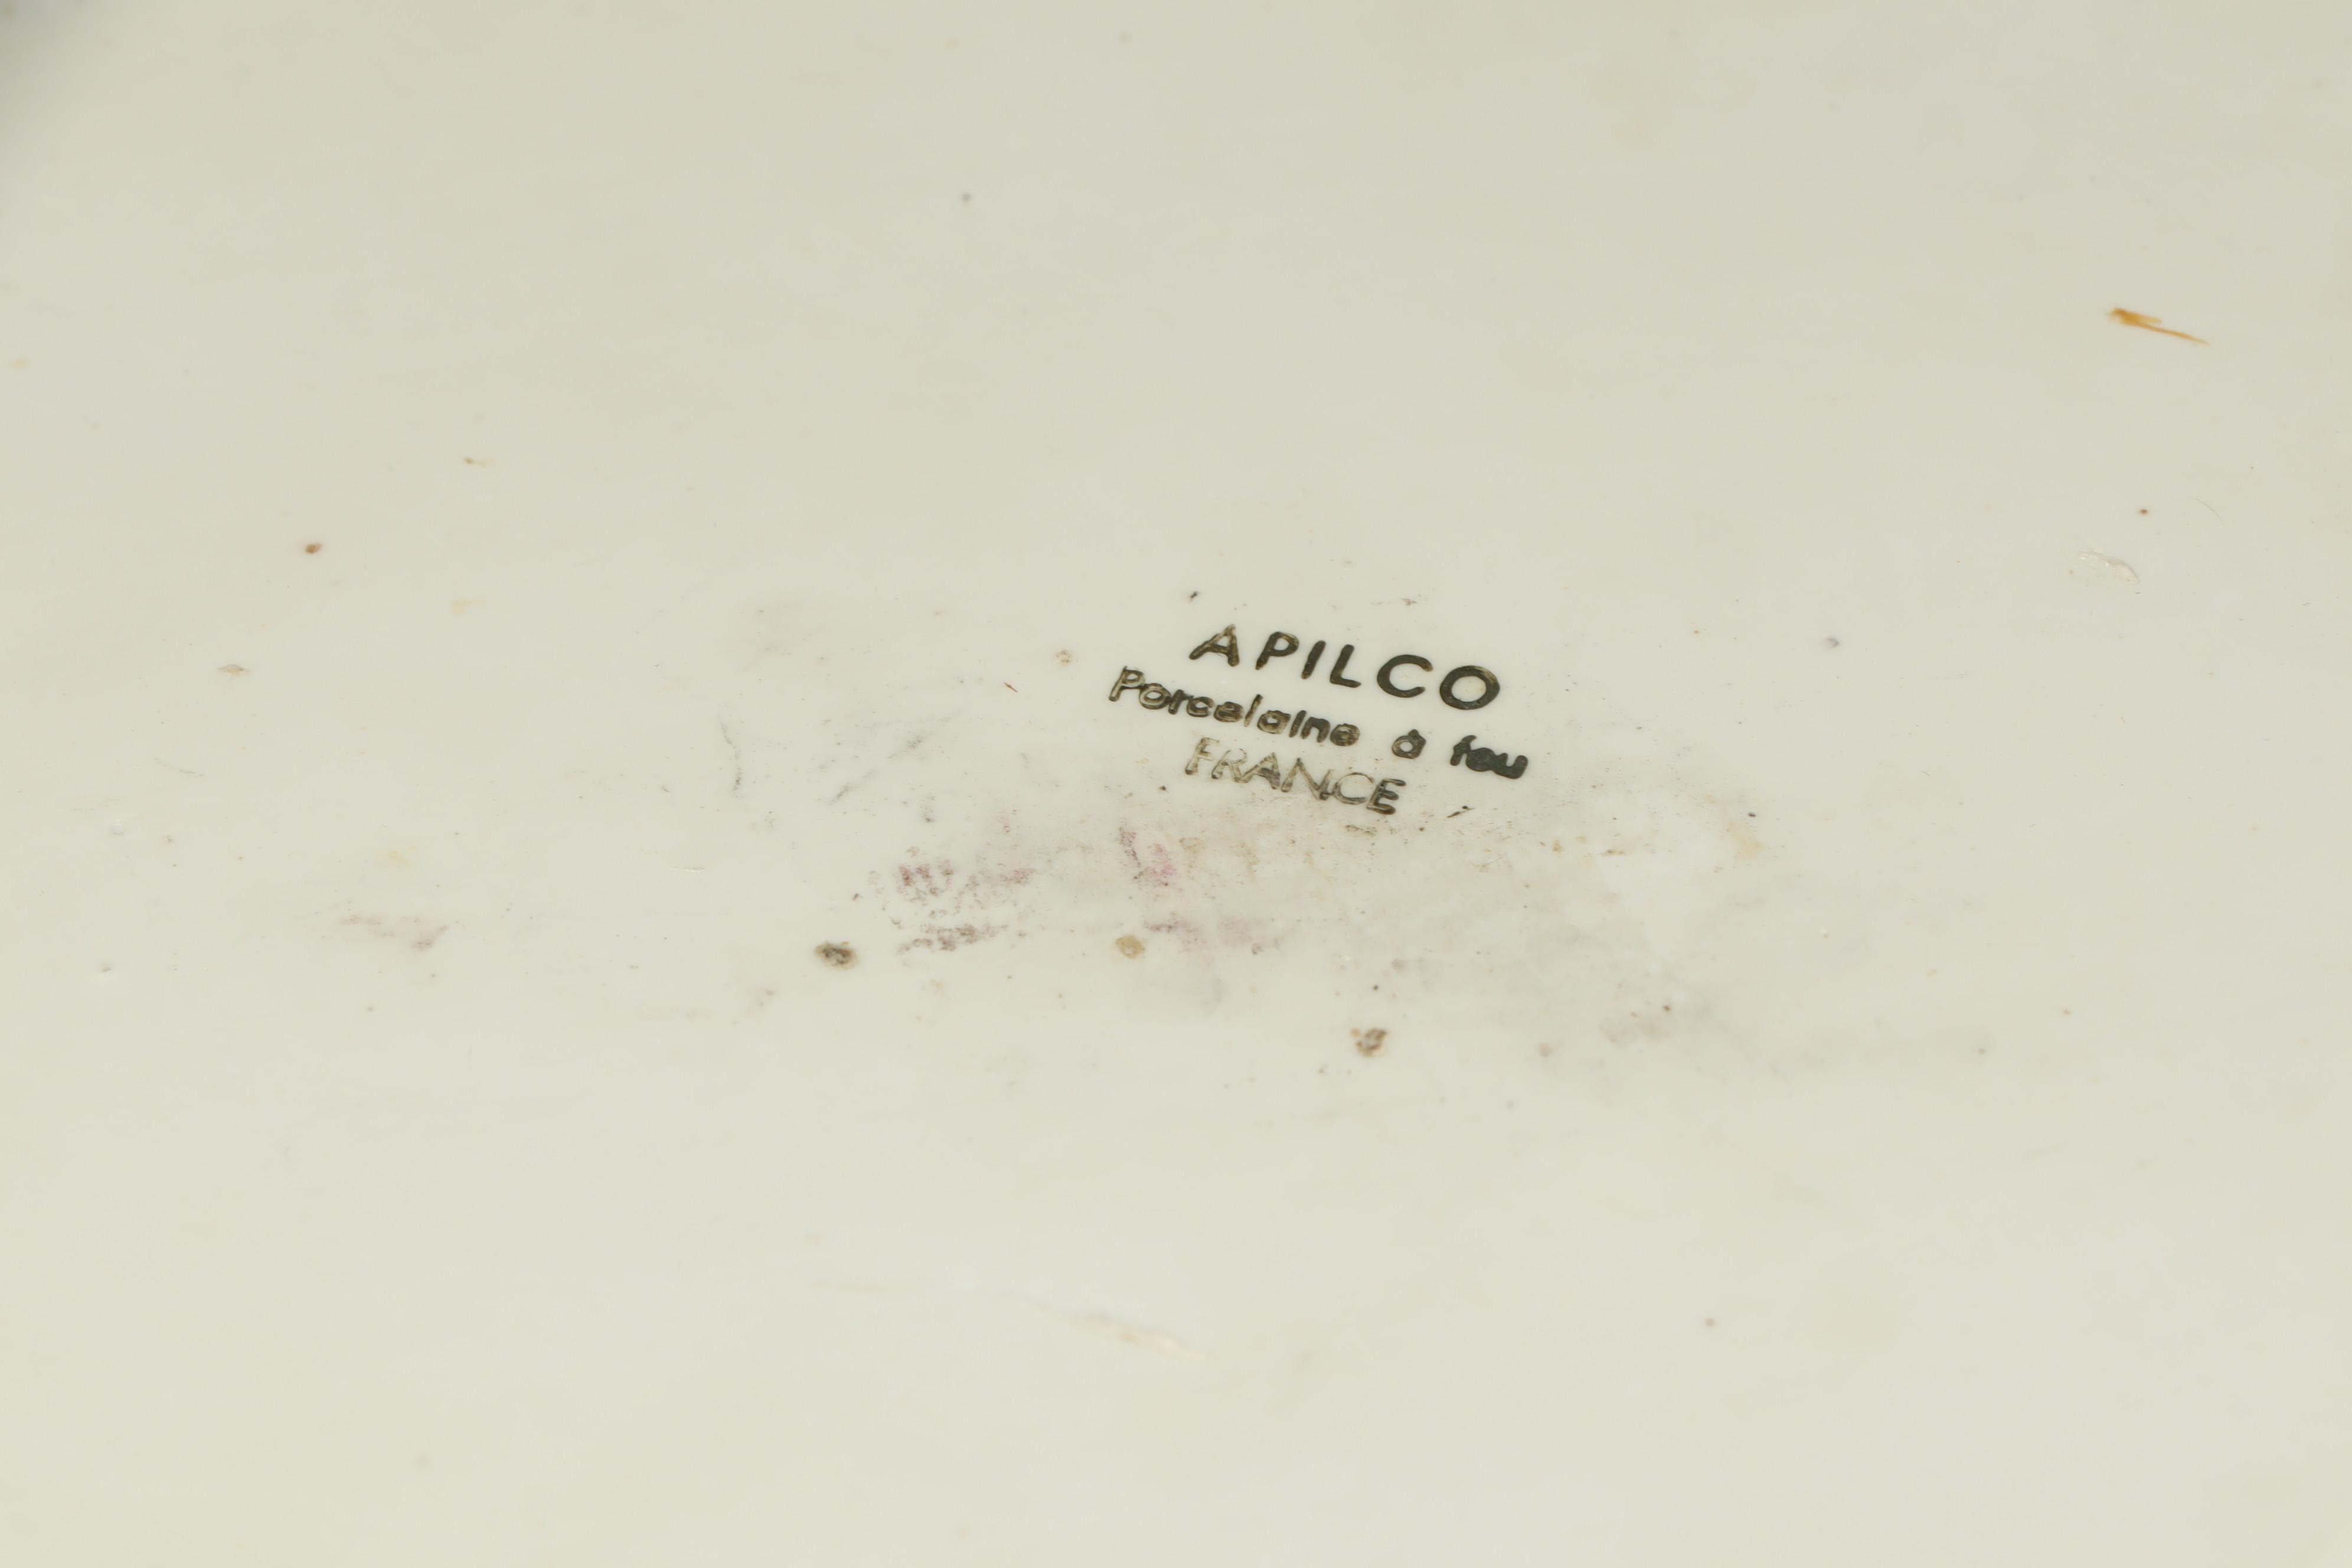 APILCO
Porcelaine à feu
FRANCE